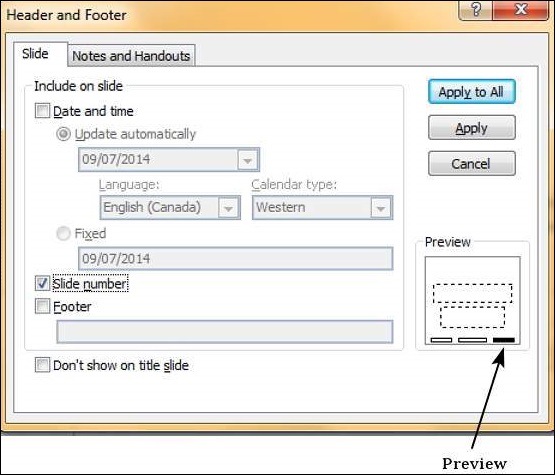 Header and Footer
?
Slide
Notes and Handouts
Include on slide
Date and time
Update automatically
09/07/2014
Language:
Calendar type:
English (Canada)
Western
Fixed
09/07/2014
Slide number
Footer
Don't show on title slide
Apply to All
Apply
Cancel
Preview
Preview